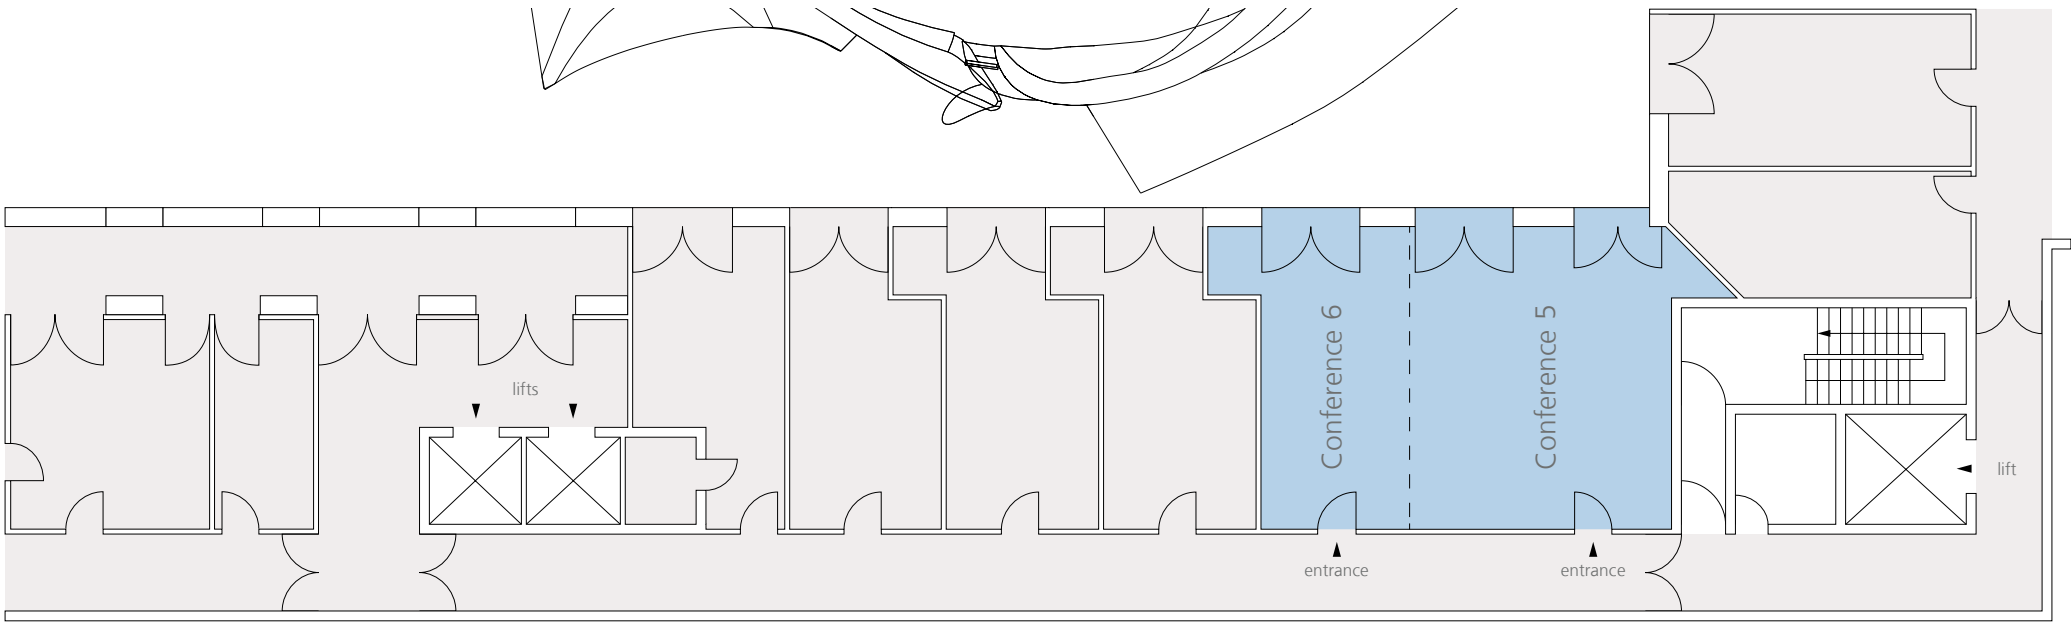 lifts
Conference 6
Conference 5
lift
entrance
entrance